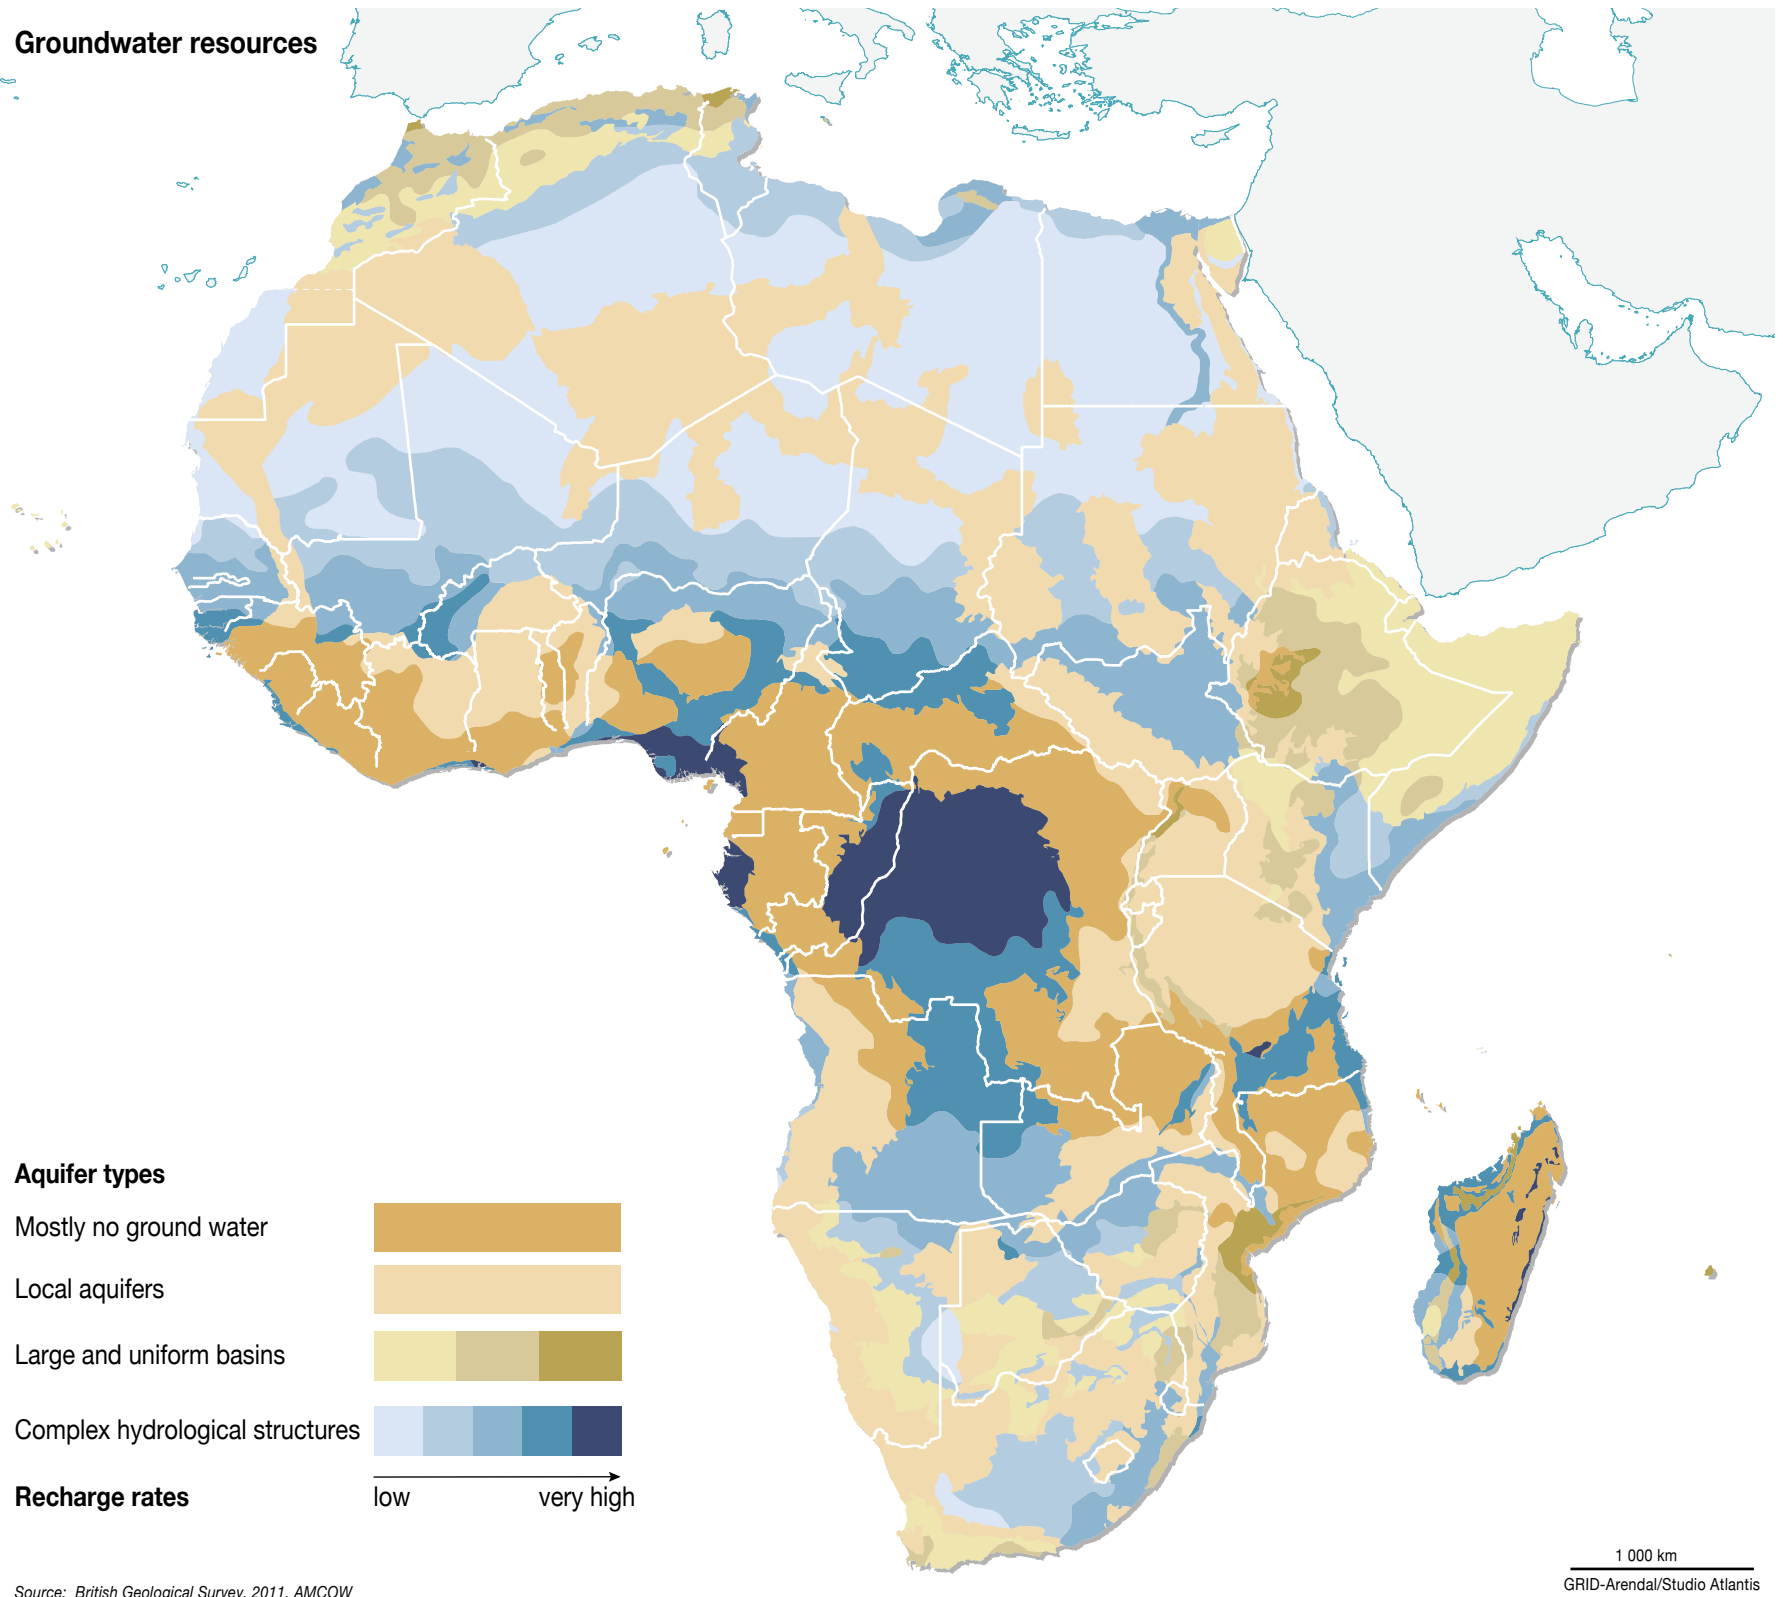 Groundwater resources
Aquifer types
Mostly no ground water
Local aquifers
Large and uniform basins
Complex hydrological structures
Recharge rates
low
very high
1 000 km
GRID-Arendal/Studio Atlantis
Source: British Geological Survey, 2011, AMCOW